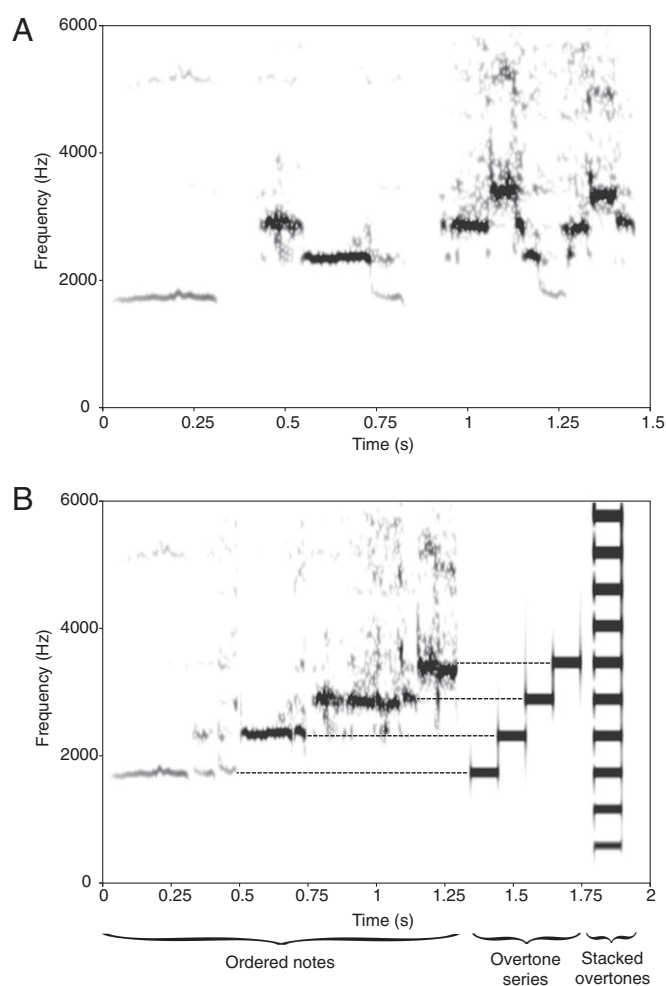 A
6000
4000
2000
0
Frequency (Hz)
0 0.25 0.5 0.75 1 1.25 1.5
Time (s)
B
6000
4000
2000
0
Frequency (Hz)
0 0.25 0.5 0.75 1 1.25 1.5 1.75 2
Time (s)
Ordered notes Overtone Stacked
series overtones